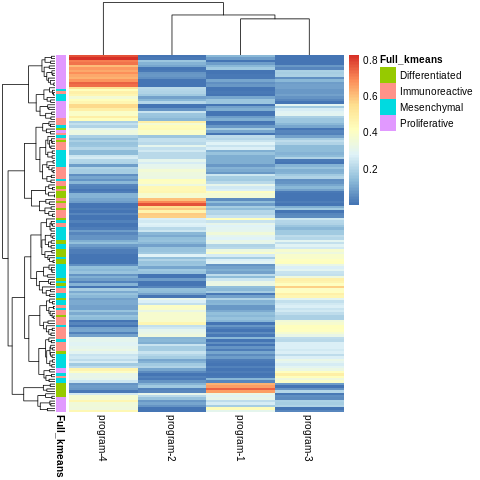 0.8
0.6
0.4
0.2
Full_kmeans
Differentiated
Immunoreactive
Mesenchymal
Proliferative
Full_kmeans
program-4
program-2
program-1
program-3